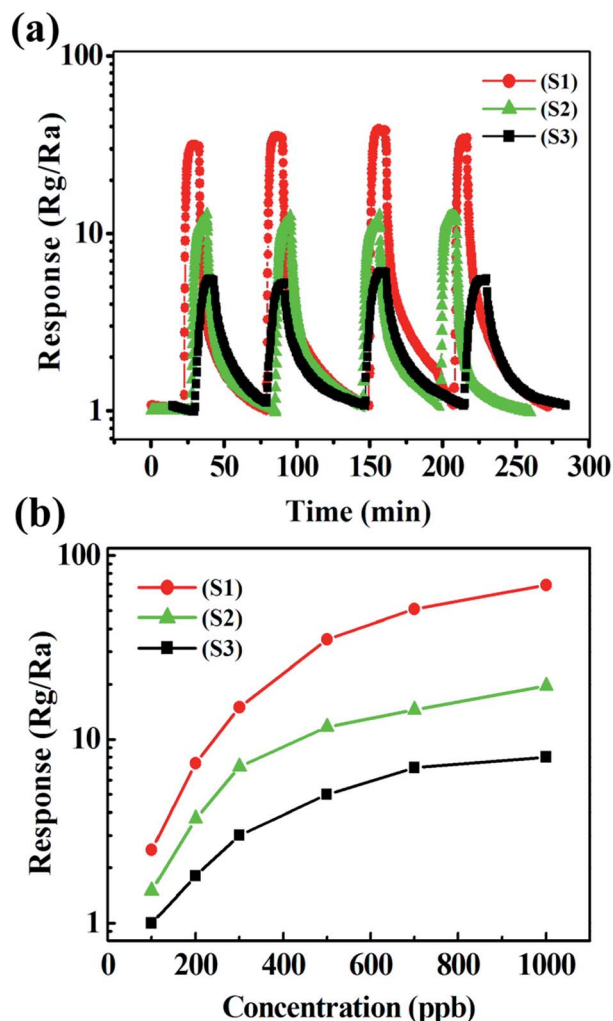 (a)
100
10
1
Response (Rg/Ra)
(S1)
(S2)
(S3)
0 50 100 150 200 250 300
Time (min)
(b)
100
10
1
Response (Rg/Ra)
(S1)
(S2)
(S3)
0 200 400 600 800 1000
Concentration (ppb)